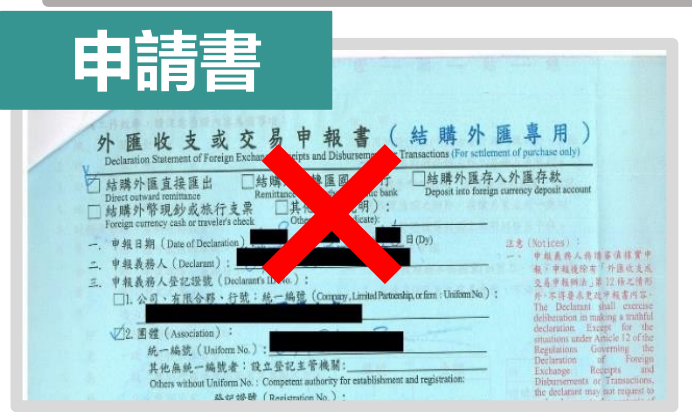 申請書
外匯收支或交易申報書（結購外匯專用）
Declaration Statement of Foreign Exchange Receipts and Disbursements or Transactions (For settlement of purchase only)
結購外匯直接匯出 □結購 □結購外匯存入外匯存款
Direct outward remittance bank Deposit into foreign currency deposit account
□結購外幣現鈔或旅行支票 □其他
Foreign currency cash or traveler's check
一、申報日期（Date of Declaration） 日(Dy)
二、申報義務人（Declarant）：
三、申報義務人登記證號（Declarant's ID No.）：
□1. 公司、有限合夥、行號：統一編號（Company, Limited Partnership, or firm：Uniform No.）：
2. 團體（Association）：
統一編號（Uniform No.）：
其他無統一編號者：設立登記主管機關：
Others without Uniform No.：Competent authority for establishment and registration:
登記證號（Registration No.）：
注意（Notices）：
一、申報義務人務請審慎據實申
報，申報後除有「外匯收支或
交易申報辦法」第12條之情形
外，不得要求更改申報書內容。
The Declarant shall exercise
deliberation in making a truthful
declaration. Except for the
situations under Article 12 of the
Regulations Governing the
Declaration of Foreign
Exchange Receipts and
Disbursements or Transactions,
the declarant may not request to